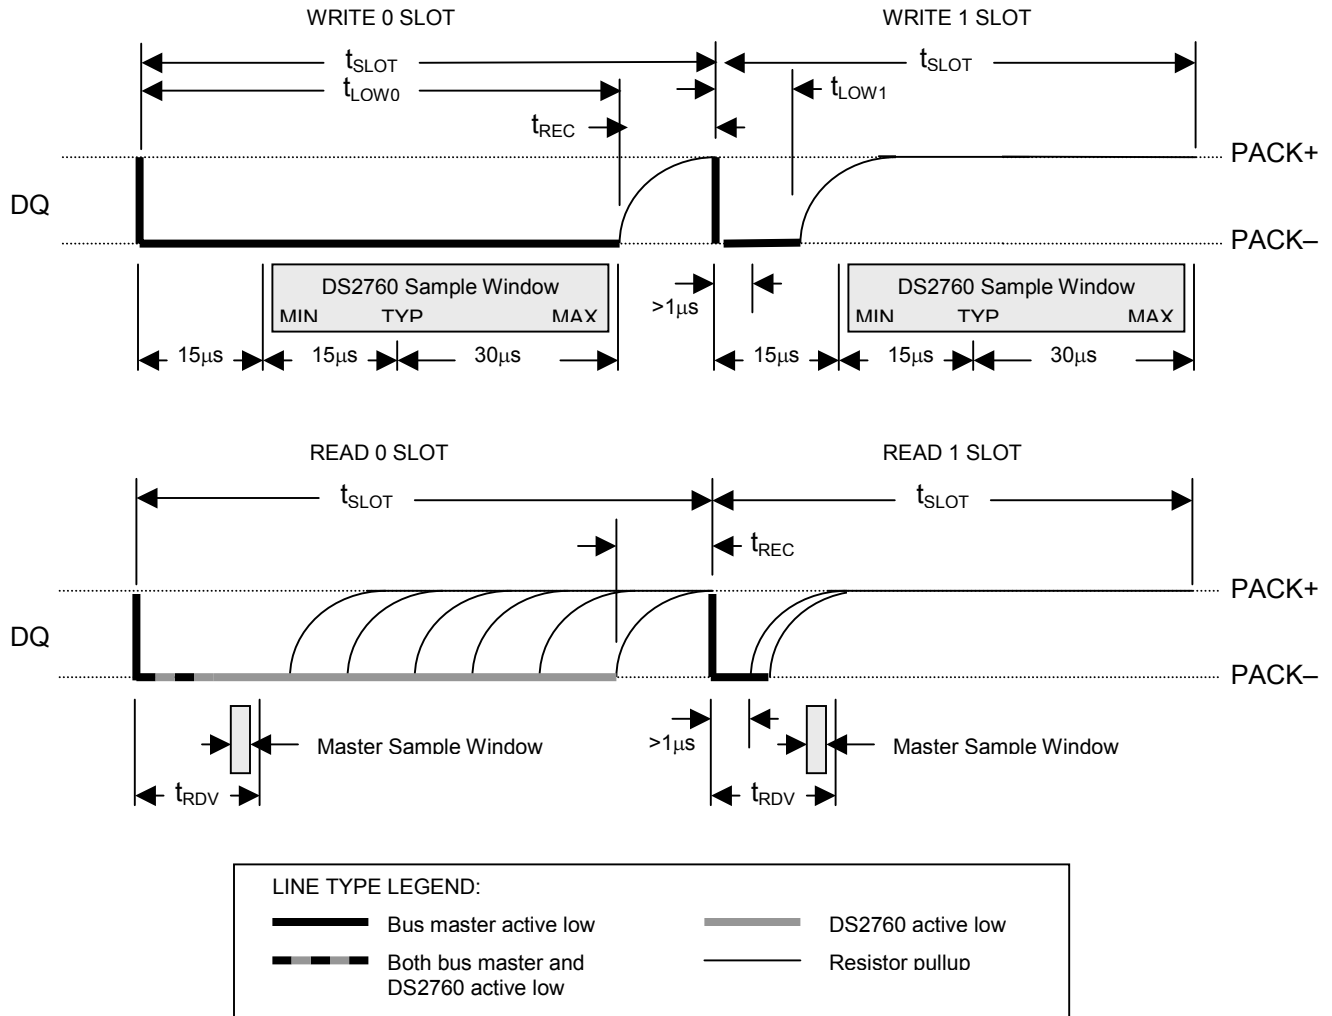 WRITE 0 SLOT WRITE 1 SLOT
tSLOT tSLOT
tLOW0 tLOW1
tREC
PACK+
DQ
PACK–
DS2760 Sample Window DS2760 Sample Window
MIN TYP MAX >1μs MIN TYP MAX
15μs 15μs 30μs 15μs 15μs 30μs
READ 0 SLOT READ 1 SLOT
tSLOT tSLOT
tREC
PACK+
DQ
PACK–
Master Sample Window >1μs Master Sample Window
tRDV tRDV
LINE TYPE LEGEND:
Bus master active low DS2760 active low
Both bus master and Resistor pullup
DS2760 active low